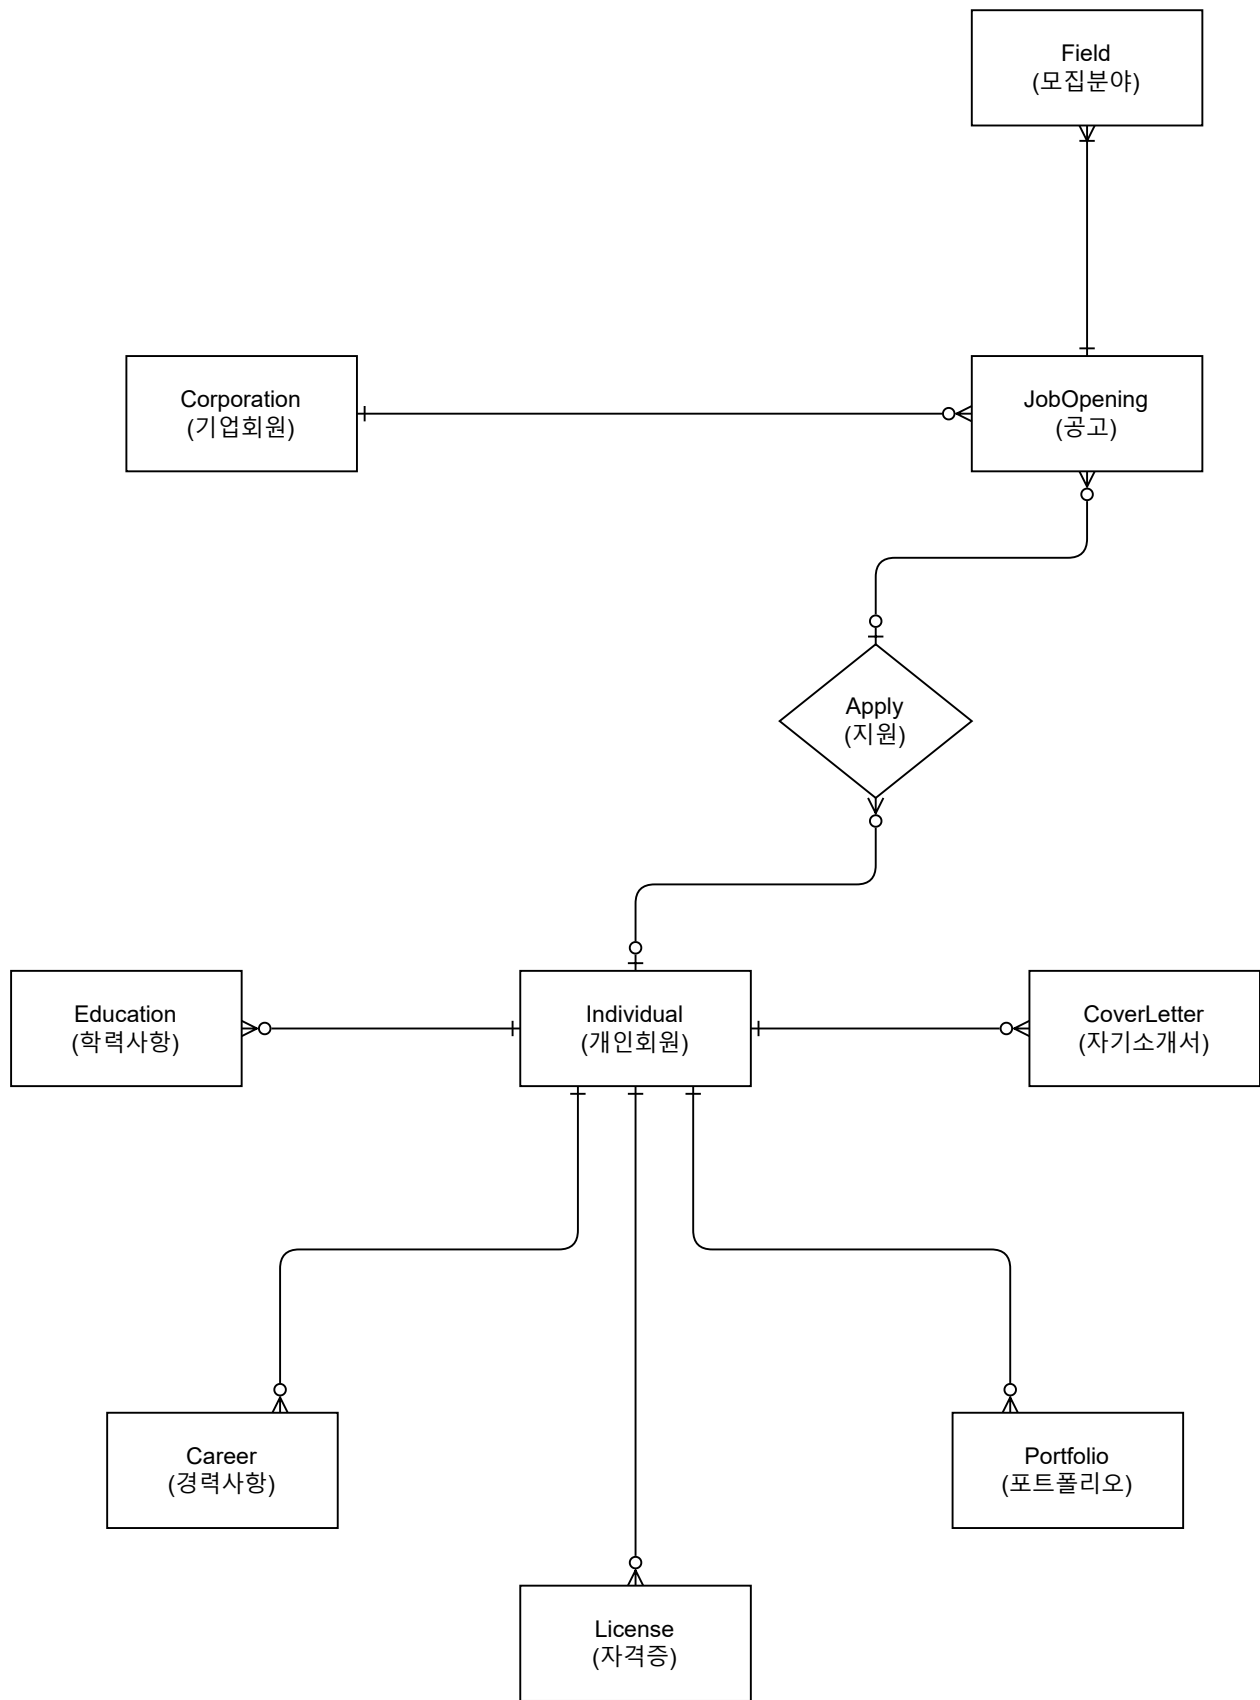 Field
(모집분야)
Corporation
(기업회원)
JobOpening
(공고)
Apply
(지원)
Education
(학력사항)
Individual
(개인회원)
CoverLetter
(자기소개서)
Career
(경력사항)
Portfolio
(포트폴리오)
License
(자격증)